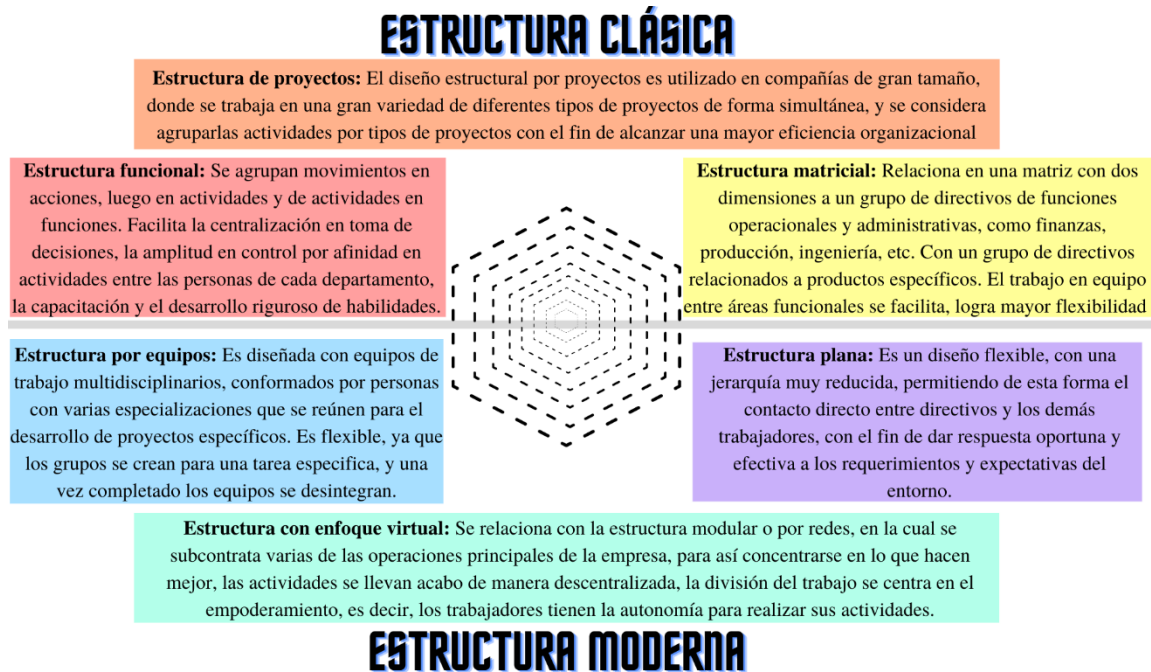 ESTRUCTURA CLÁSICA
Estructura de proyectos: El diseño estructural por proyectos es utilizado en compañías de gran tamaño,
donde se trabaja en una gran variedad de diferentes tipos de proyectos de forma simultánea, y se considera
agruparlas actividades por tipos de proyectos con el fin de alcanzar una mayor eficiencia organizacional
Estructura funcional: Se agrupan movimientos en
acciones, luego en actividades y de actividades en
funciones. Facilita la centralización en toma de
decisiones, la amplitud en control por afinidad en
actividades entre las personas de cada departamento,
la capacitación y el desarrollo riguroso de habilidades.
Estructura matricial: Relaciona en una matriz con dos
dimensiones a un grupo de directivos de funciones
operacionales y administrativas, como finanzas,
producción, ingeniería, etc. Con un grupo de directivos
relacionados a productos específicos. El trabajo en equipo
entre áreas funcionales se facilita, logra mayor flexibilidad
Estructura por equipos: Es diseñada con equipos de
trabajo multidisciplinarios, conformados por personas
con varias especializaciones que se reúnen para el
desarrollo de proyectos específicos. Es flexible, ya que
los grupos se crean para una tarea especifica, y una
vez completado los equipos se desintegran.
Estructura plana: Es un diseño flexible, con una
jerarquía muy reducida, permitiendo de esta forma el
contacto directo entre directivos y los demás
trabajadores, con el fin de dar respuesta oportuna y
efectiva a los requerimientos y expectativas del
entorno.
Estructura con enfoque virtual: Se relaciona con la estructura modular o por redes, en la cual se
subcontrata varias de las operaciones principales de la empresa, para así concentrarse en lo que hacen
mejor, las actividades se llevan acabo de manera descentralizada, la división del trabajo se centra en el
empoderamiento, es decir, los trabajadores tienen la autonomía para realizar sus actividades.
ESTRUCTURA MODERNA